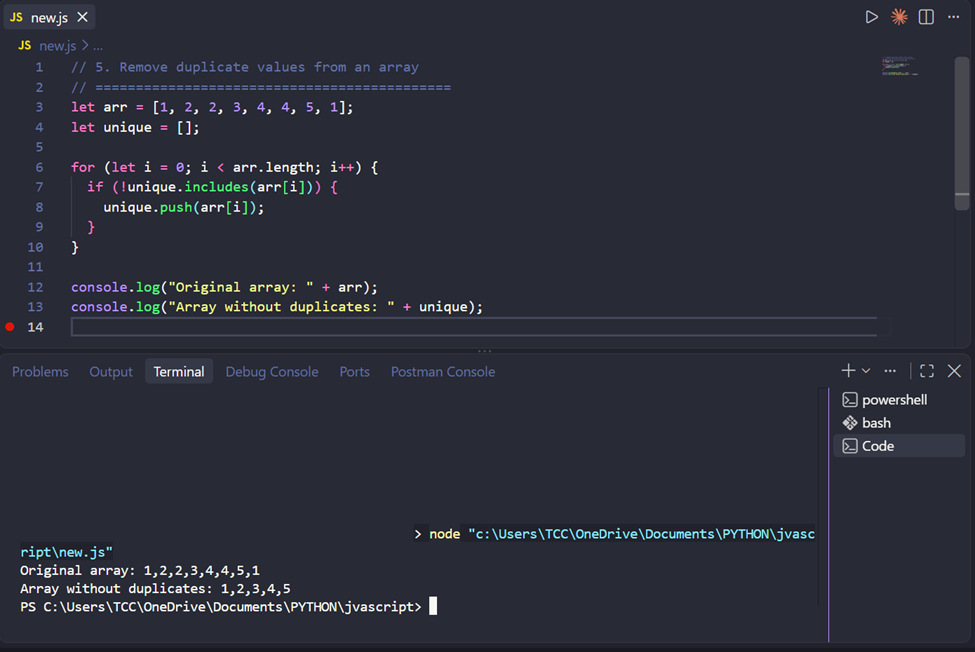 JS new.js
JS new.js > ...
1 // 5. Remove duplicate values from an array
2 // ============================================
3 let arr = [1, 2, 2, 3, 4, 4, 5, 1];
4 let unique = [];
5
6 for (let i = 0; i < arr.length; i++) {
7   if (!unique.includes(arr[i])) {
8     unique.push(arr[i]);
9   }
10 }
11
12 console.log("Original array: " + arr);
13 console.log("Array without duplicates: " + unique);
14
Problems Output Terminal Debug Console Ports Postman Console
powershell
bash
Code
> node "c:\Users\TCC\OneDrive\Documents\PYTHON\jvasc
ript\new.js"
Original array: 1,2,2,3,4,4,5,1
Array without duplicates: 1,2,3,4,5
PS C:\Users\TCC\OneDrive\Documents\PYTHON\jvascript>